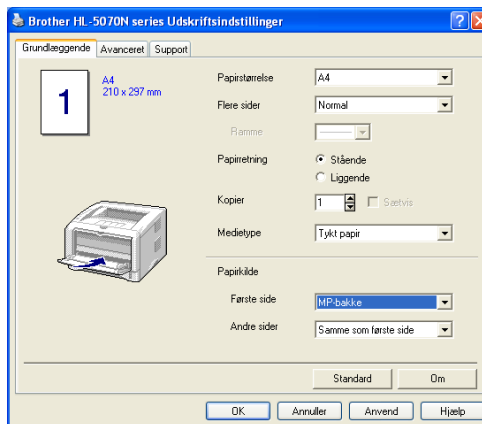 Brother HL-5070N series Udskriftsindstillinger
Grundlæggende Avanceret Support
1
A4
210 x 297 mm
Papirstørrelse A4
Flere sider Normal
Ramme
Papirretning Stående
Liggende
Kopier 1 Sætvis
Medietype Tykt papir
Papirkilde
Første side MP-bakke
Andre sider Samme som første side
Standard Om
OK Annuller Anvend Hjælp